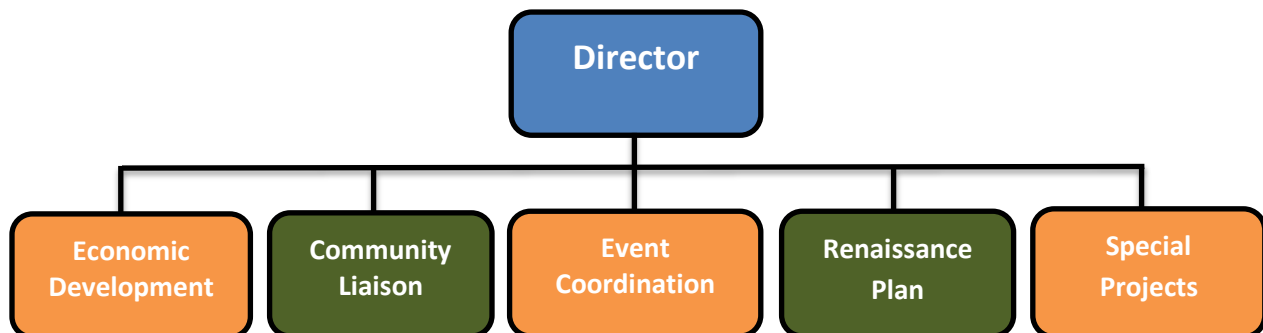 Director
Economic
Development
Community
Liaison
Event
Coordination
Renaissance
Plan
Special
Projects